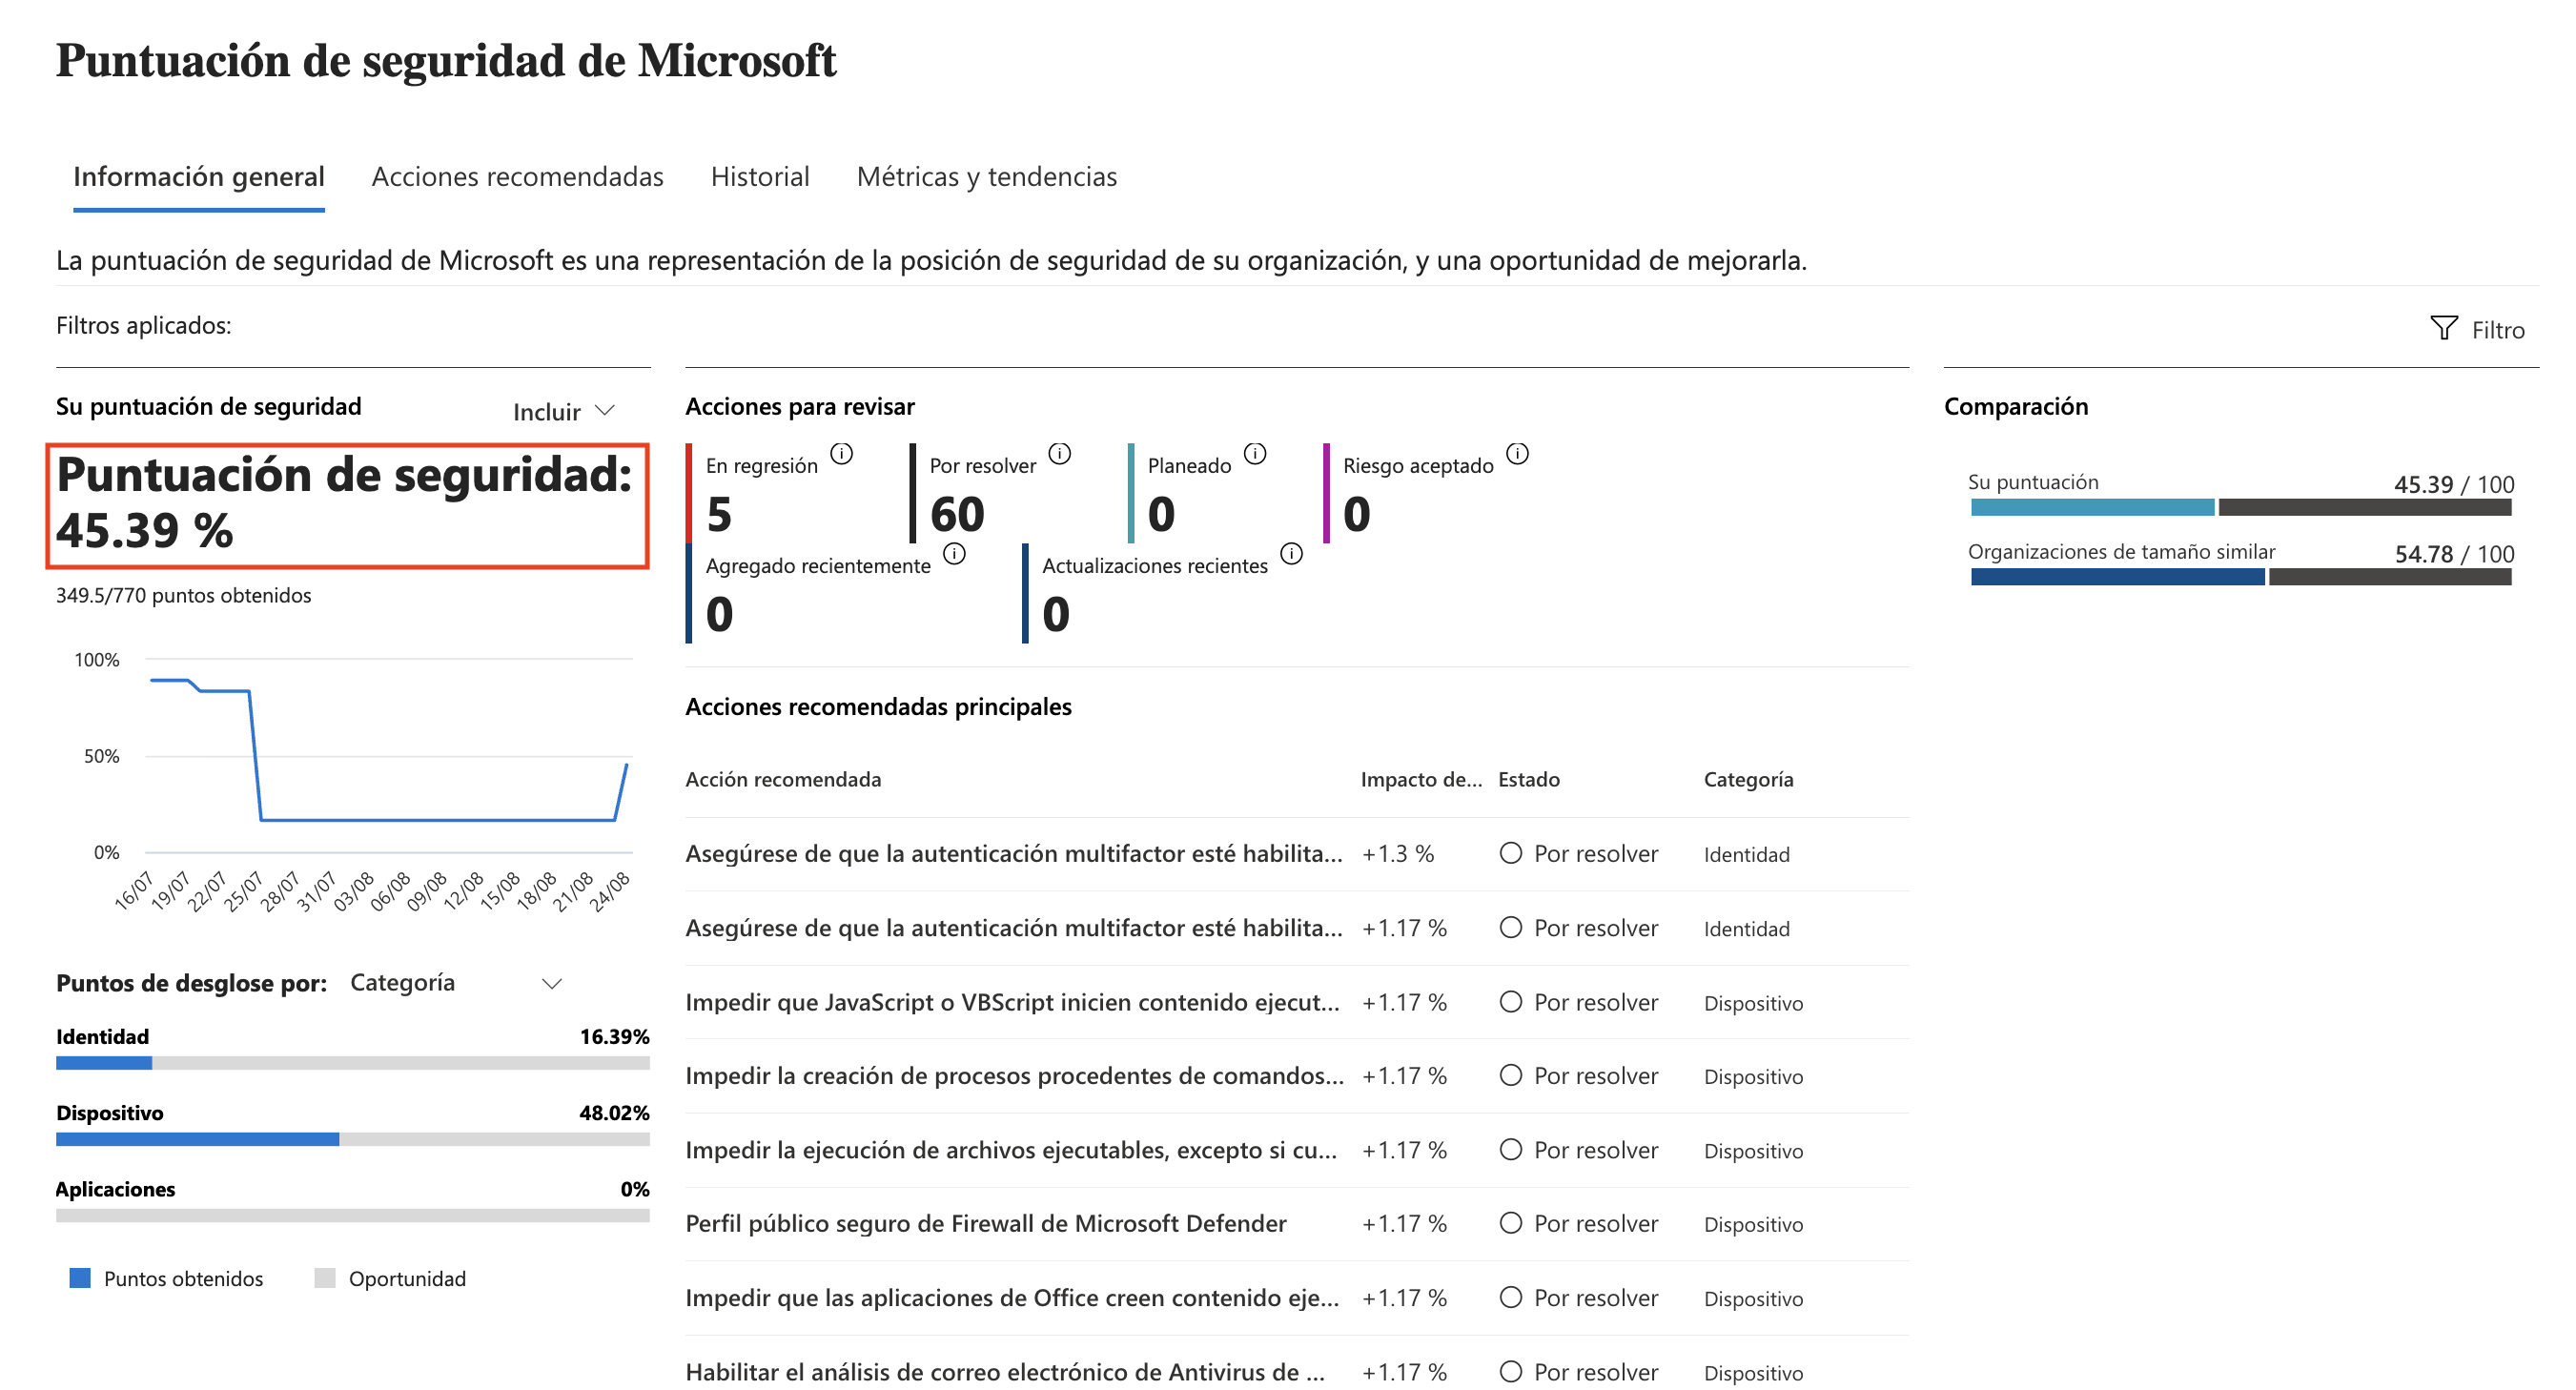 Puntuación de seguridad de Microsoft
Información general
Acciones recomendadas
Historial
Métricas y tendencias
La puntuación de seguridad de Microsoft es una representación de la posición de seguridad de su organización, y una oportunidad de mejorarla.
Filtros aplicados:
Filtro
Su puntuación de seguridad
Incluir
Puntuación de seguridad:
45.39 %
349.5/770 puntos obtenidos
100%
50%
0%
16/07
19/07
22/07
25/07
28/07
31/07
03/08
06/08
09/08
12/08
15/08
18/08
21/08
24/08
Puntos de desglose por: Categoría
Identidad 16.39%
Dispositivo 48.02%
Aplicaciones 0%
Puntos obtenidos
Oportunidad
Acciones para revisar
En regresión
5
Por resolver
60
Planeado
0
Riesgo aceptado
0
Agregado recientemente
0
Actualizaciones recientes
0
Acciones recomendadas principales
Acción recomendada Impacto de... Estado Categoría
Asegúrese de que la autenticación multifactor esté habilita... +1.3 % Por resolver Identidad
Asegúrese de que la autenticación multifactor esté habilita... +1.17 % Por resolver Identidad
Impedir que JavaScript o VBScript inicien contenido ejecut... +1.17 % Por resolver Dispositivo
Impedir la creación de procesos procedentes de comandos... +1.17 % Por resolver Dispositivo
Impedir la ejecución de archivos ejecutables, excepto si cu... +1.17 % Por resolver Dispositivo
Perfil público seguro de Firewall de Microsoft Defender +1.17 % Por resolver Dispositivo
Impedir que las aplicaciones de Office creen contenido eje... +1.17 % Por resolver Dispositivo
Habilitar el análisis de correo electrónico de Antivirus de ... +1.17 % Por resolver Dispositivo
Comparación
Su puntuación 45.39 / 100
Organizaciones de tamaño similar 54.78 / 100